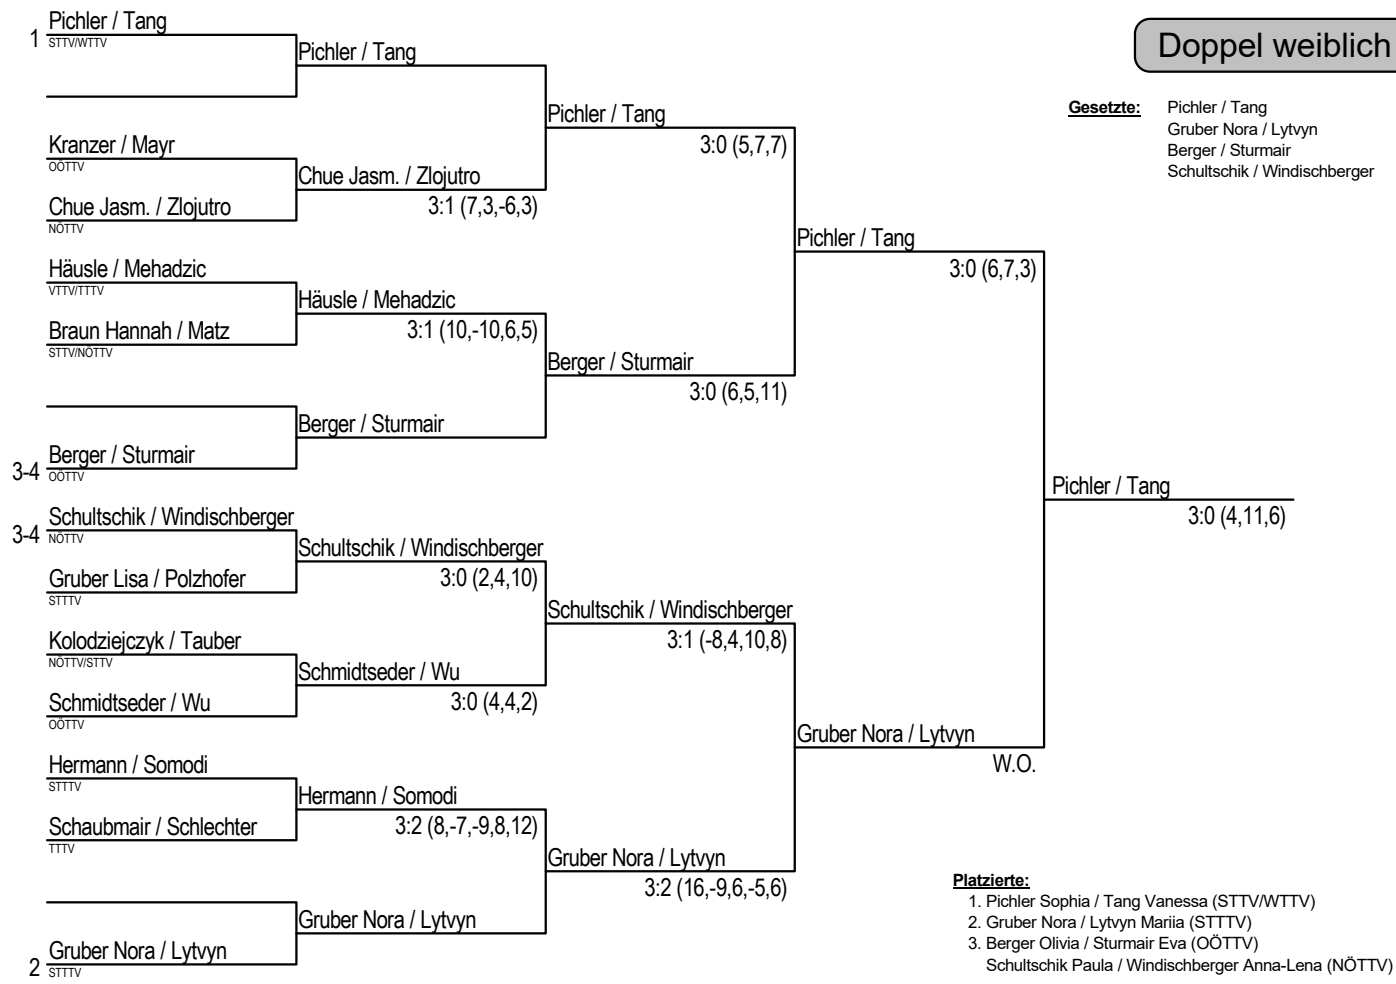 Doppel weiblich
Gesetzte: Pichler / Tang
Gruber Nora / Lytvyn
Berger / Sturmair
Schultschik / Windischberger
1 Pichler / Tang
STTV/WTTV
Kranzer / Mayr
OÖTTV
Chue Jasm. / Zlojutro
NÖTTV
Häusle / Mehadzic
VTTV/TTTV
Braun Hannah / Matz
STTV/NÖTTV
Berger / Sturmair
3-4 OÖTTV
Schultschik / Windischberger
3-4 NÖTTV
Gruber Lisa / Polzhofer
STTTV
Kolodziejczyk / Tauber
NÖTTV/STTV
Schmidtseder / Wu
OÖTTV
Hermann / Somodi
STTTV
Schaubmair / Schlechter
TTTV
Gruber Nora / Lytvyn
2 STTTV
Pichler / Tang
Chue Jasm. / Zlojutro
3:1 (7,3,-6,3)
Häusle / Mehadzic
3:1 (10,-10,6,5)
Berger / Sturmair
Schultschik / Windischberger
3:0 (2,4,10)
Schmidtseder / Wu
3:0 (4,4,2)
Hermann / Somodi
3:2 (8,-7,-9,8,12)
Gruber Nora / Lytvyn
Pichler / Tang
3:0 (5,7,7)
Berger / Sturmair
3:0 (6,5,11)
Schultschik / Windischberger
3:1 (-8,4,10,8)
Gruber Nora / Lytvyn
3:2 (16,-9,6,-5,6)
Pichler / Tang
3:0 (6,7,3)
Gruber Nora / Lytvyn
W.O.
Pichler / Tang
3:0 (4,11,6)
Platzierte:
1. Pichler Sophia / Tang Vanessa (STTV/WTTV)
2. Gruber Nora / Lytvyn Mariia (STTTV)
3. Berger Olivia / Sturmair Eva (OÖTTV)
Schultschik Paula / Windischberger Anna-Lena (NÖTTV)